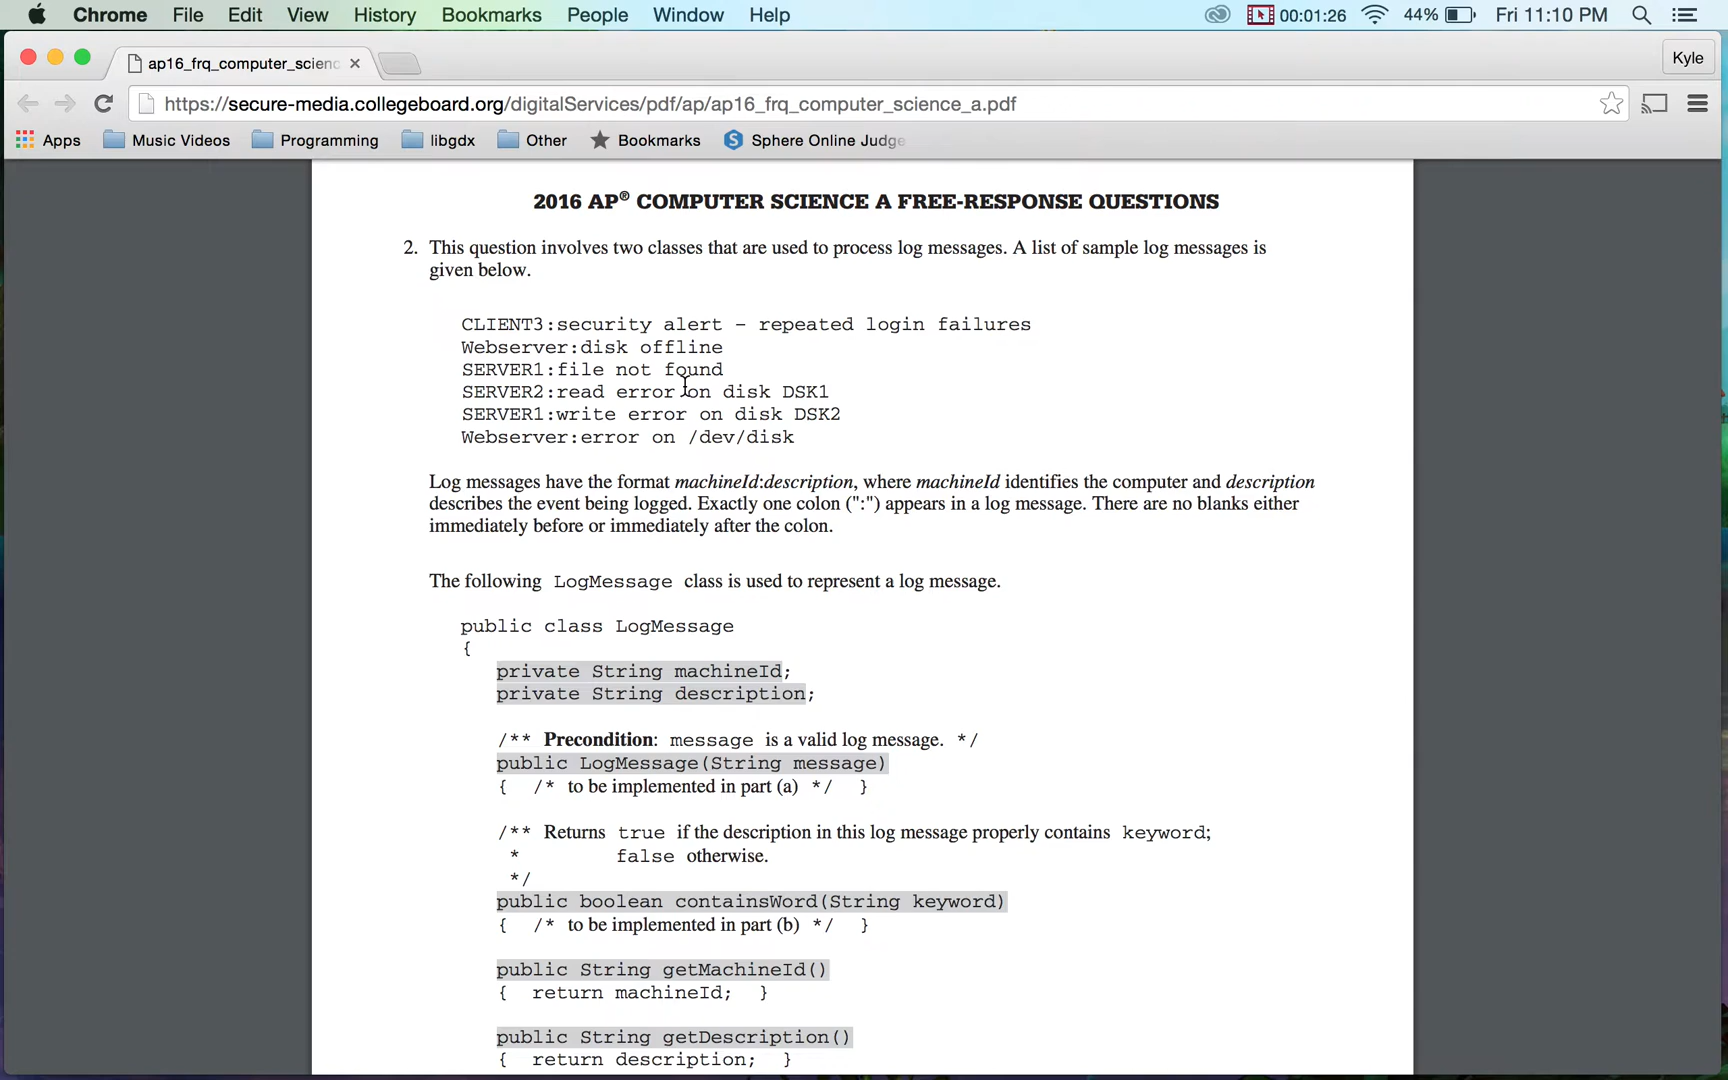 Chrome File Edit View History Bookmarks People Window Help 00:01:26 44% Fri 11:10 PM
ap16_frq_computer_scienc Kyle
https://secure-media.collegeboard.org/digitalServices/pdf/ap/ap16_frq_computer_science_a.pdf
Apps Music Videos Programming libgdx Other Bookmarks Sphere Online Judge
2016 AP® COMPUTER SCIENCE A FREE-RESPONSE QUESTIONS
2. This question involves two classes that are used to process log messages. A list of sample log messages is
given below.
CLIENT3:security alert – repeated login failures
Webserver:disk offline
SERVER1:file not found
SERVER2:read error on disk DSK1
SERVER1:write error on disk DSK2
Webserver:error on /dev/disk
Log messages have the format machineId:description, where machineId identifies the computer and description
describes the event being logged. Exactly one colon (":") appears in a log message. There are no blanks either
immediately before or immediately after the colon.
The following LogMessage class is used to represent a log message.
public class LogMessage
{
private String machineId;
private String description;
/** Precondition: message is a valid log message. */
public LogMessage(String message)
{ /* to be implemented in part (a) */ }
/** Returns true if the description in this log message properly contains keyword;
* false otherwise.
*/
public boolean containsWord(String keyword)
{ /* to be implemented in part (b) */ }
public String getMachineId()
{ return machineId; }
public String getDescription()
{ return description; }